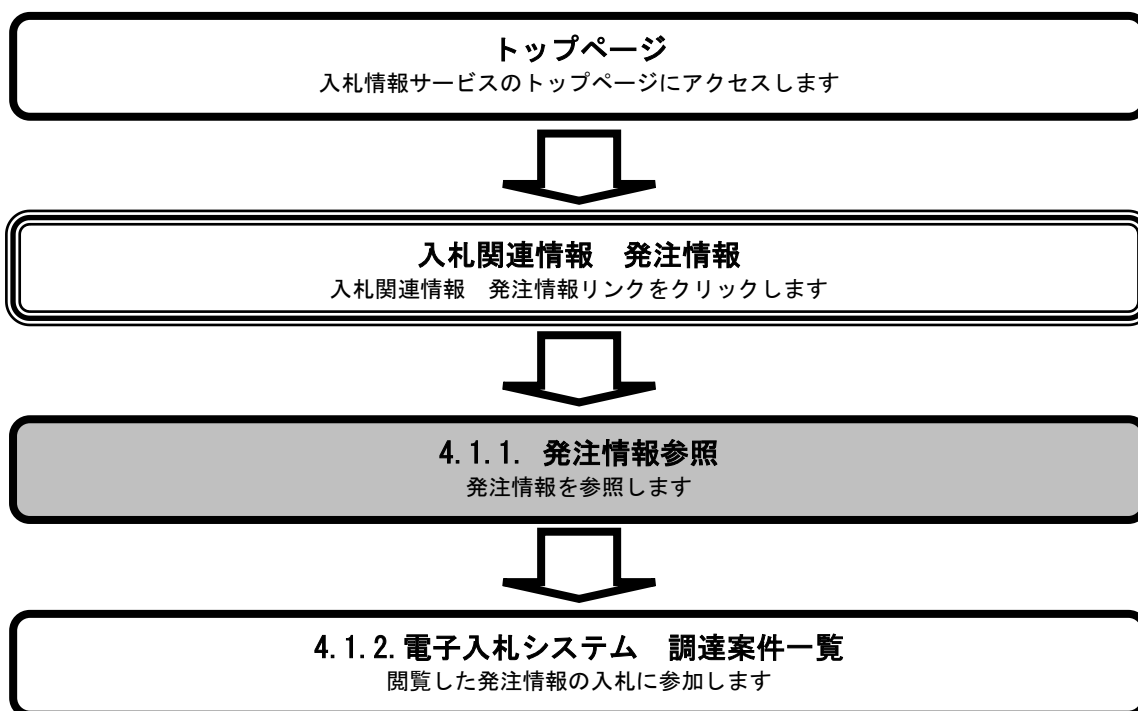 トップページ
入札情報サービスのトップページにアクセスします
入札関連情報　発注情報
入札関連情報　発注情報リンクをクリックします
4.1.1. 発注情報参照
発注情報を参照します
4.1.2.電子入札システム　調達案件一覧
閲覧した発注情報の入札に参加します